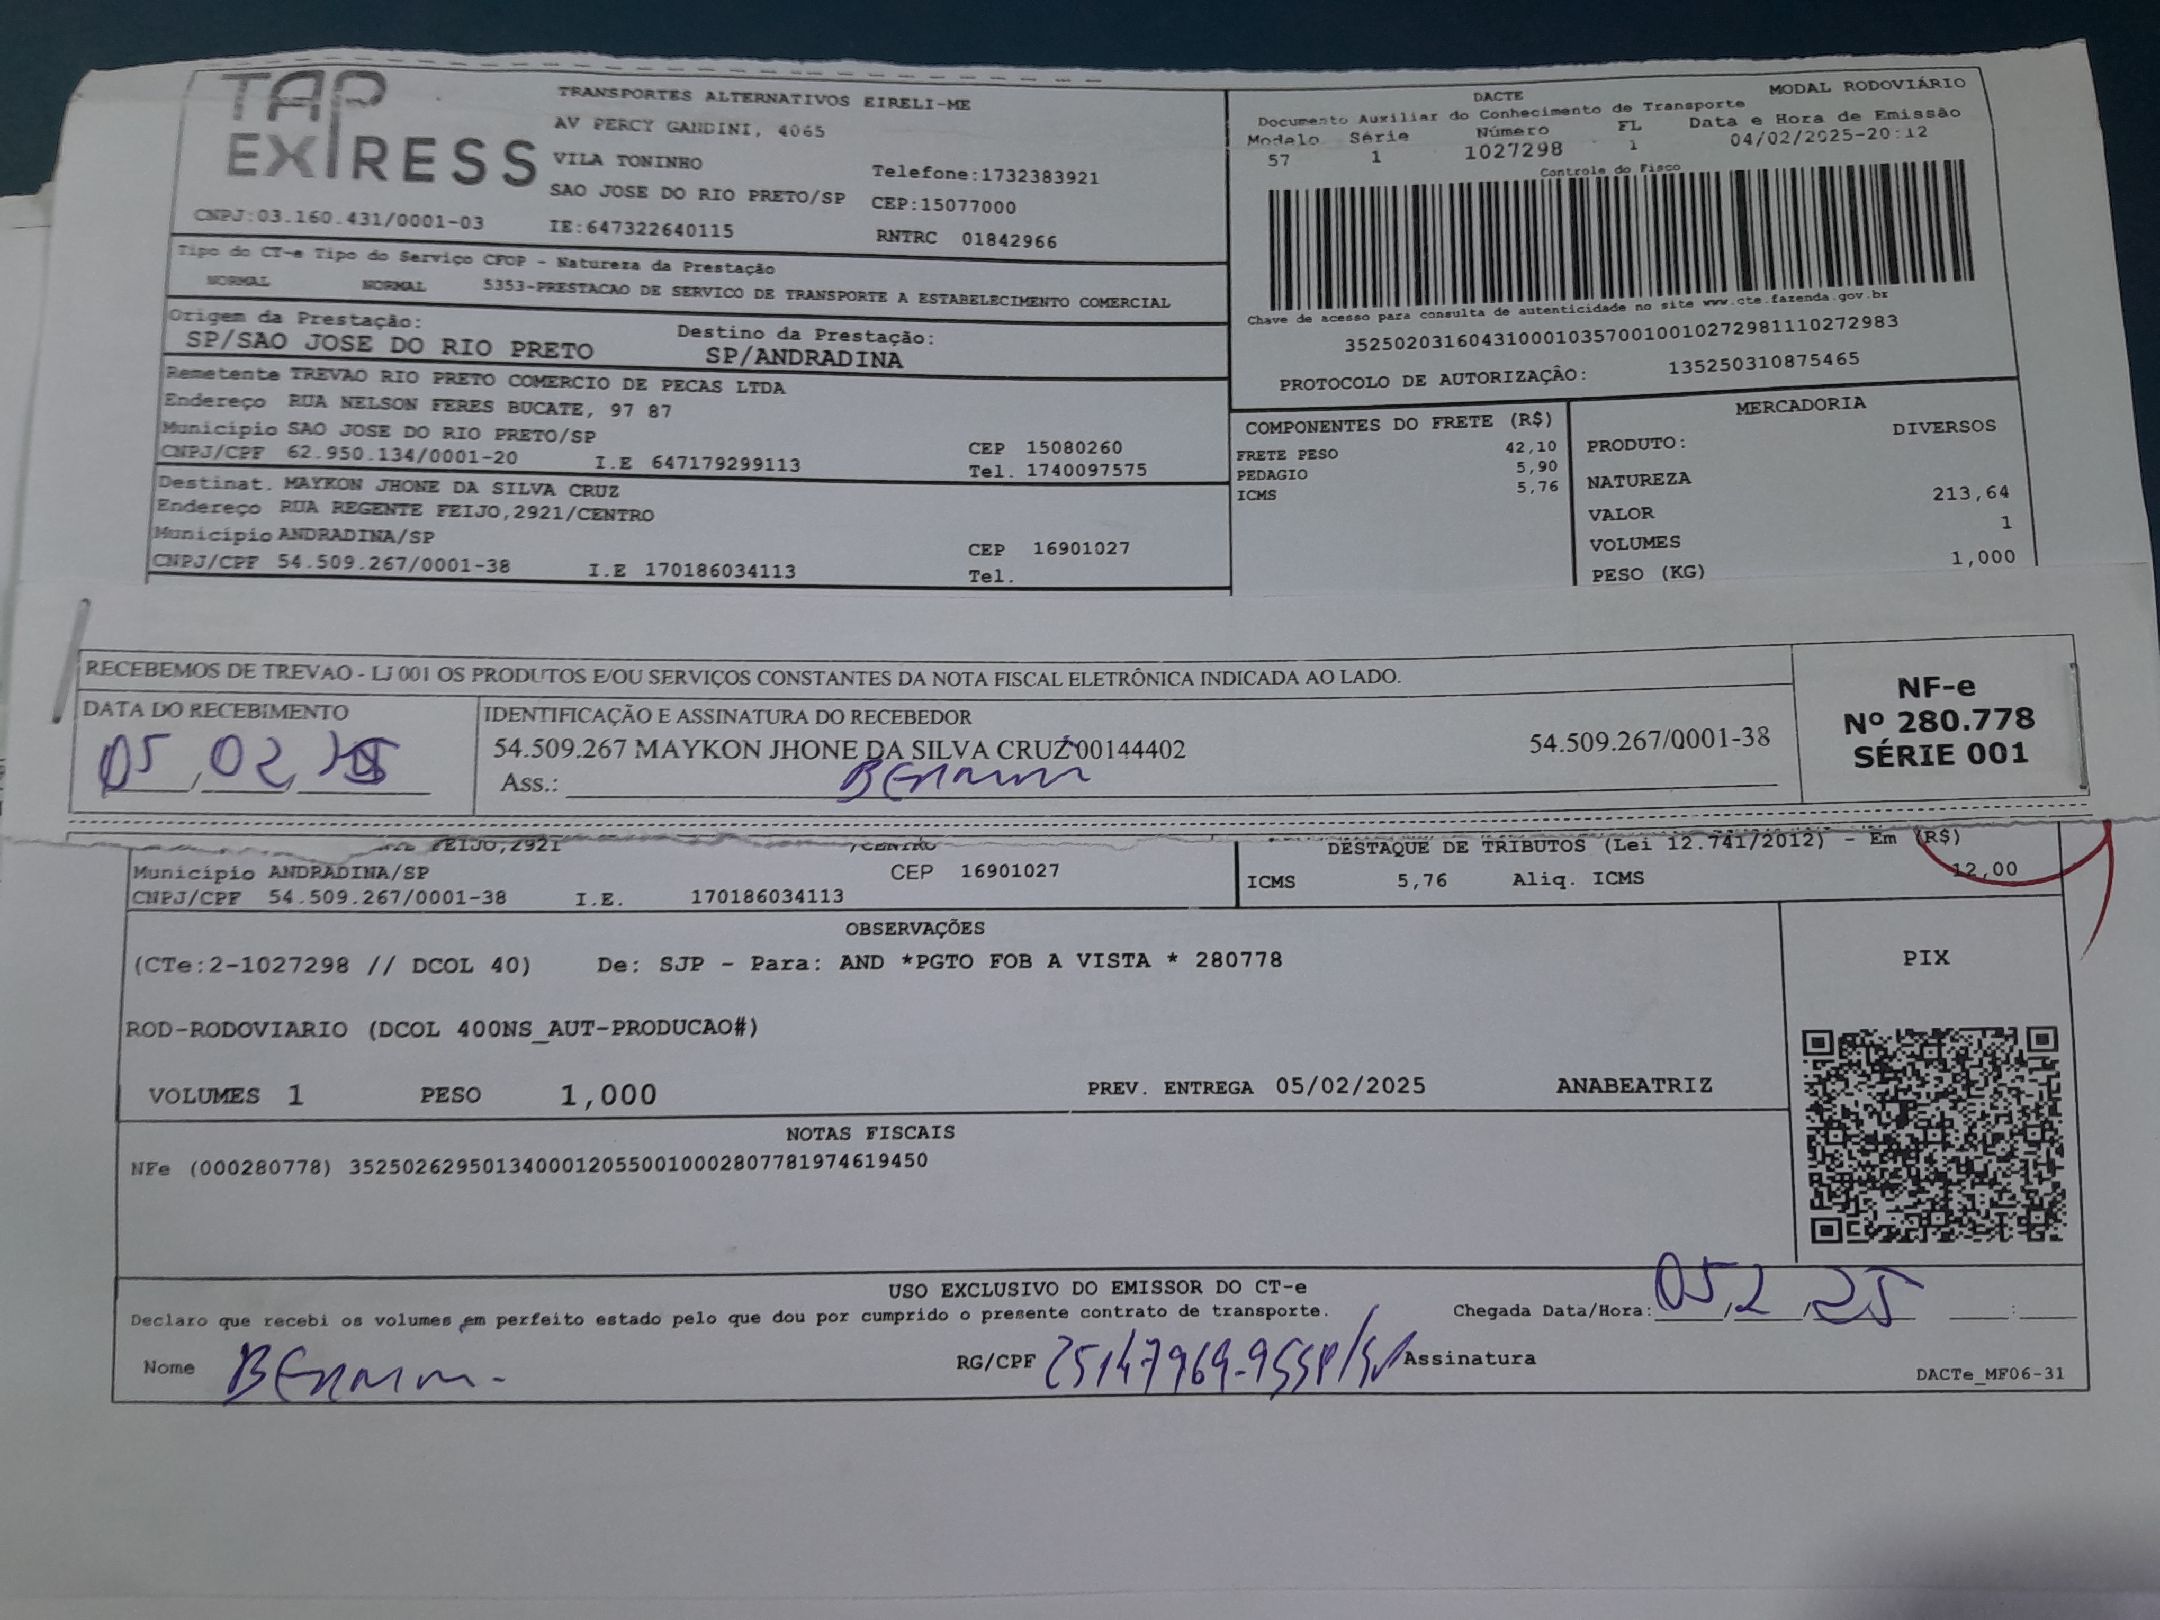 TAP EXPRESS
TRANSPORTES ALTERNATIVOS EIRELI-ME
AV PERCY GANDINI, 4065
VILA TONINHO
Telefone:1732383921
SAO JOSE DO RIO PRETO/SP CEP:15077000
CNPJ:03.160.431/0001-03 IE:647322640115 RNTRC 01842966
DACTE MODAL RODOVIÁRIO
Documento Auxiliar do Conhecimento de Transporte
Modelo Série Número FL Data e Hora de Emissão
57 1 1027298 1 04/02/2025-20:12
Controle do Fisco
Chave de acesso para consulta de autenticidade no site www.cte.fazenda.gov.br
35250203160431000103570010010272981110272983
PROTOCOLO DE AUTORIZAÇÃO: 135250310875465
Tipo do CT-e Tipo do Serviço CFOP - Natureza da Prestação
NORMAL NORMAL 5353-PRESTACAO DE SERVICO DE TRANSPORTE A ESTABELECIMENTO COMERCIAL
Origem da Prestação: Destino da Prestação:
SP/SAO JOSE DO RIO PRETO SP/ANDRADINA
Remetente TREVAO RIO PRETO COMERCIO DE PECAS LTDA
Endereço RUA NELSON FERES BUCATE, 97 87
Município SAO JOSE DO RIO PRETO/SP CEP 15080260
CNPJ/CPF 62.950.134/0001-20 I.E 647179299113 Tel. 1740097575
Destinat. MAYKON JHONE DA SILVA CRUZ
Endereço RUA REGENTE FEIJO,2921/CENTRO
Município ANDRADINA/SP CEP 16901027
CNPJ/CPF 54.509.267/0001-38 I.E 170186034113 Tel.
COMPONENTES DO FRETE (R$)
FRETE PESO 42,10
PEDAGIO 5,90
ICMS 5,76
MERCADORIA
PRODUTO: DIVERSOS
NATUREZA
VALOR 213,64
VOLUMES 1
PESO (KG) 1,000
RECEBEMOS DE TREVAO - LJ 001 OS PRODUTOS E/OU SERVIÇOS CONSTANTES DA NOTA FISCAL ELETRÔNICA INDICADA AO LADO.
DATA DO RECEBIMENTO
05 02 25
IDENTIFICAÇÃO E ASSINATURA DO RECEBEDOR
54.509.267 MAYKON JHONE DA SILVA CRUZ 00144402 54.509.267/0001-38
Ass.:
NF-e
Nº 280.778
SÉRIE 001
FEIJO,2921 /CENTRO
Município ANDRADINA/SP CEP 16901027
CNPJ/CPF 54.509.267/0001-38 I.E. 170186034113
DESTAQUE DE TRIBUTOS (Lei 12.741/2012) - Em (R$)
ICMS 5,76 Aliq. ICMS 12,00
OBSERVAÇÕES
(CTe:2-1027298 // DCOL 40) De: SJP - Para: AND *PGTO FOB A VISTA * 280778
ROD-RODOVIARIO (DCOL 400NS_AUT-PRODUCAO#)
VOLUMES 1 PESO 1,000 PREV. ENTREGA 05/02/2025 ANABEATRIZ
PIX
NOTAS FISCAIS
NFe (000280778) 35250262950134000120550010002807781974619450
USO EXCLUSIVO DO EMISSOR DO CT-e
Declaro que recebi os volumes em perfeito estado pelo que dou por cumprido o presente contrato de transporte. Chegada Data/Hora: 05/2/25 :
Nome RG/CPF 25147969-9SSP/SP Assinatura
DACTe_MF06-31